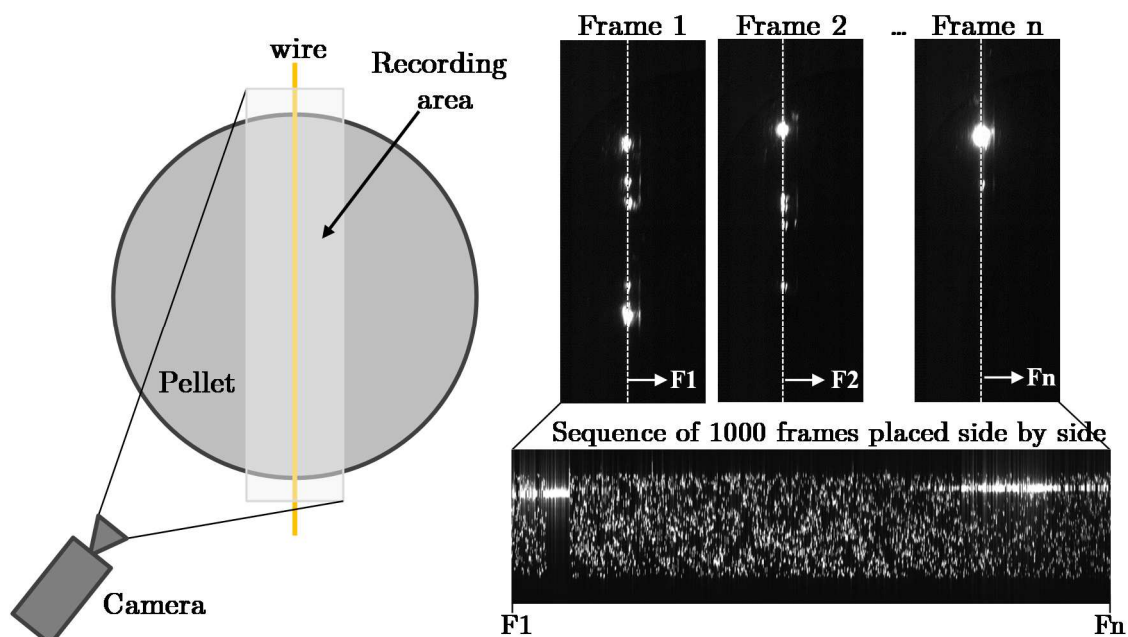 wire
Recording
area
Pellet
Camera
Frame 1
Frame 2
...
Frame n
F1
F2
Fn
Sequence of 1000 frames placed side by side
F1
Fn